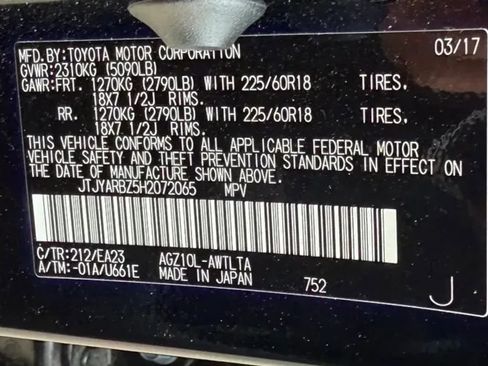 MFD.BY:TOYOTA MOTOR CORPORATION 03/17
GVWR:2310KG (5090LB)
GAWR:FRT. 1270KG (2790LB) WITH 225/60R18 TIRES.
18X7 1/2J RIMS.
RR. 1270KG (2790LB) WITH 225/60R18 TIRES.
18X7 1/2J RIMS.
THIS VEHICLE CONFORMS TO ALL APPLICABLE FEDERAL MOTOR
VEHICLE SAFETY AND THEFT PREVENTION STANDARDS IN EFFECT ON
THE DATE OF MANUFACTURE SHOWN ABOVE.
JTJYARBZ5H2072065 MPV
C/TR:212/EA23 AGZ10L-AWTLTA
A/TM:-01A/U661E MADE IN JAPAN 752
J